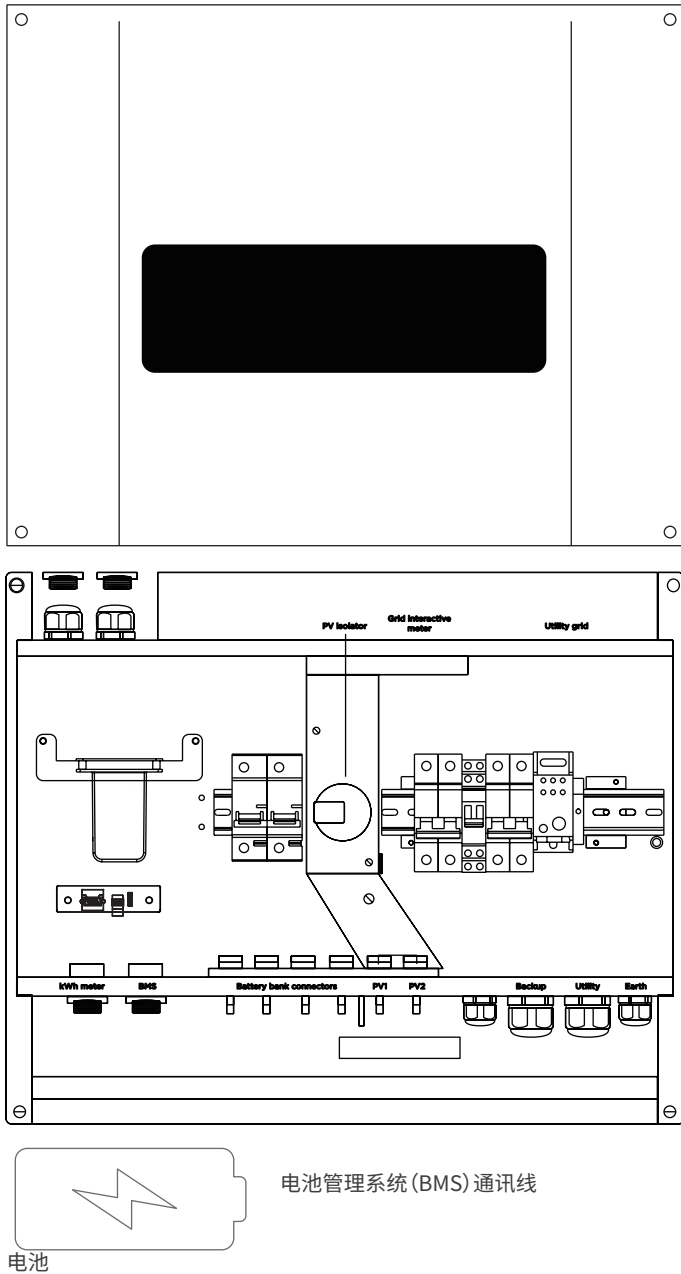 PV isolator
Grid interactive
meter
Utility grid
kWh meter
BMS
Battery bank connectors
PV1
PV2
Backup
Utility
Earth
电池管理系统(BMS)通讯线
电池